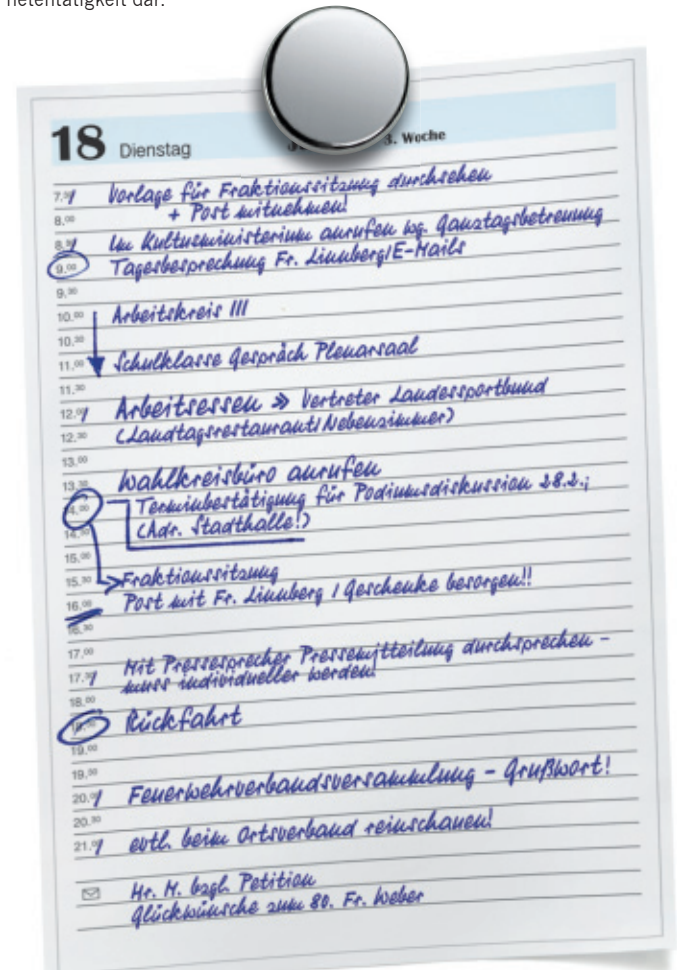 netentätigkeit dar.
18 Dienstag 3. Woche
7.30 Vorlage für Fraktionssitzung durchsehen
8.00 + Post mitnehmen!
8.30 Im Kultusministerium anrufen wg. Ganztagsbetreuung
9.00 Tagesbesprechung Fr. Linnberg/E-Mails
9.30
10.00 Arbeitskreis III
10.30
11.00 Schulklasse Gespräch Plenarsaal
11.30
12.00 Arbeitsessen » Vertreter Landessportbund
12.30 (Landtagsrestaurant/Nebenzimmer)
13.00
13.30 Wahlkreisbüro anrufen
14.00 Terminbestätigung für Podiumsdiskussion 28.2.;
14.30 (Adr. Stadthalle!)
15.00
15.30 Fraktionssitzung
16.00 Post mit Fr. Linnberg / Geschenke besorgen!!
16.30
17.00
17.30 Mit Pressesprecher Pressemitteilung durchsprechen –
muss individueller werden!
18.00
18.30 Rückfahrt
19.00
19.30
20.00 Feuerwehrverbandsversammlung – Grußwort!
20.30
21.00 evtl. beim Ortsverband reinschauen!
Hr. M. bzgl. Petition
Glückwünsche zum 80. Fr. Weber